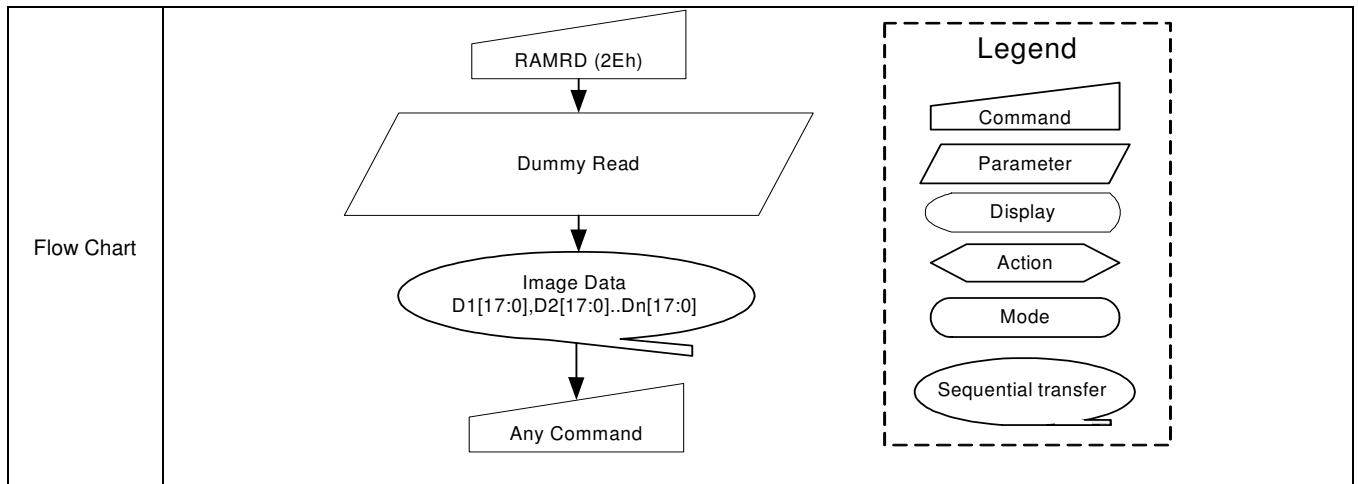 Flow Chart
RAMRD (2Eh)
Dummy Read
Image Data
D1[17:0],D2[17:0]..Dn[17:0]
Any Command
Legend
Command
Parameter
Display
Action
Mode
Sequential transfer